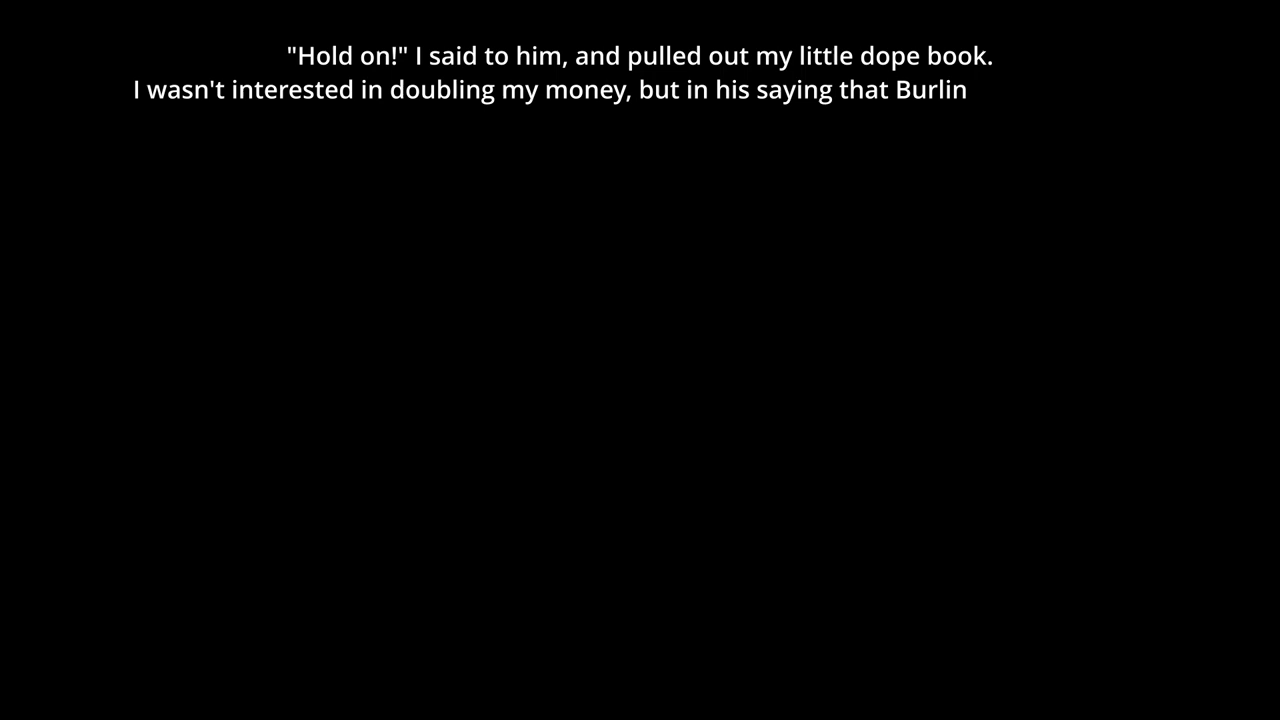 "Hold on!" I said to him, and pulled out my little dope book.
I wasn't interested in doubling my money, but in his saying that Burlin